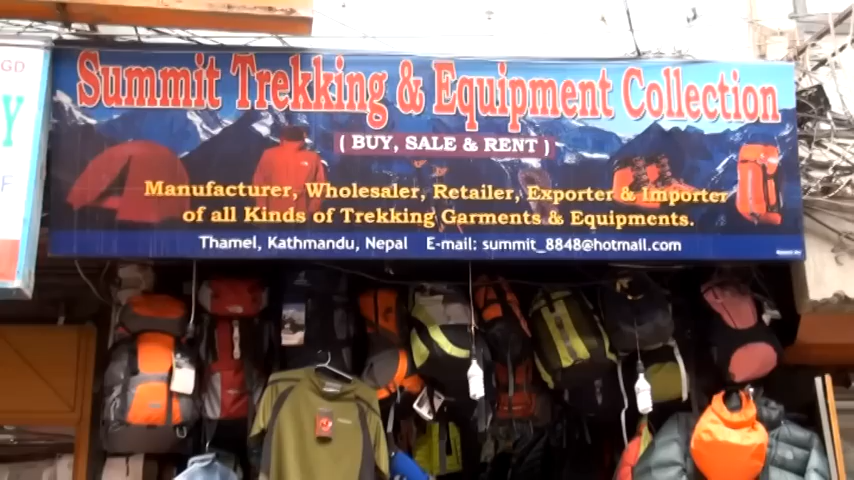 GD
Y
F
Summit Trekking & Equipment Collection
( BUY, SALE & RENT )
Manufacturer, Wholesaler, Retailer, Exporter & Importer
of all Kinds of Trekking Garments & Equipments.
Thamel, Kathmandu, Nepal E-mail: summit_8848@hotmail.com